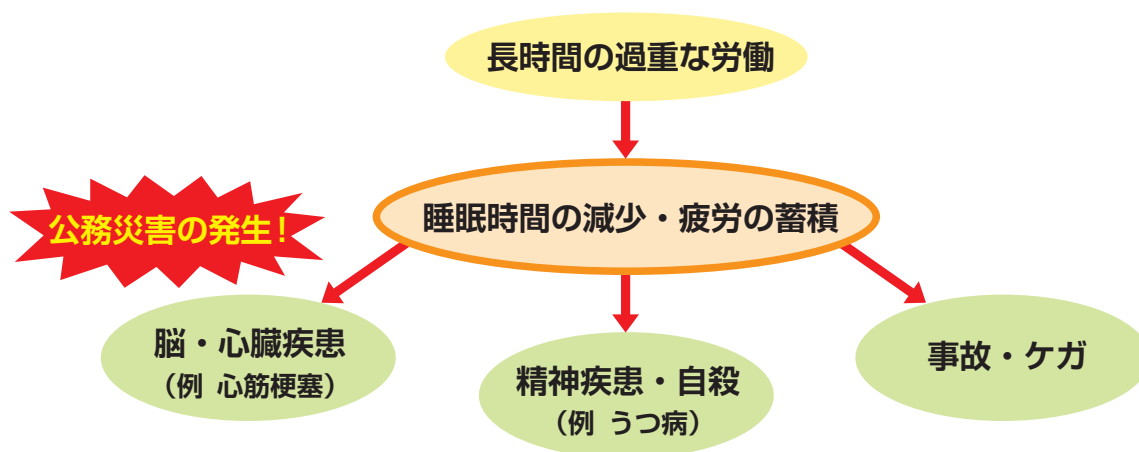 長時間の過重な労働
睡眠時間の減少・疲労の蓄積
公務災害の発生!
脳・心臓疾患
（例 心筋梗塞）
精神疾患・自殺
（例 うつ病）
事故・ケガ